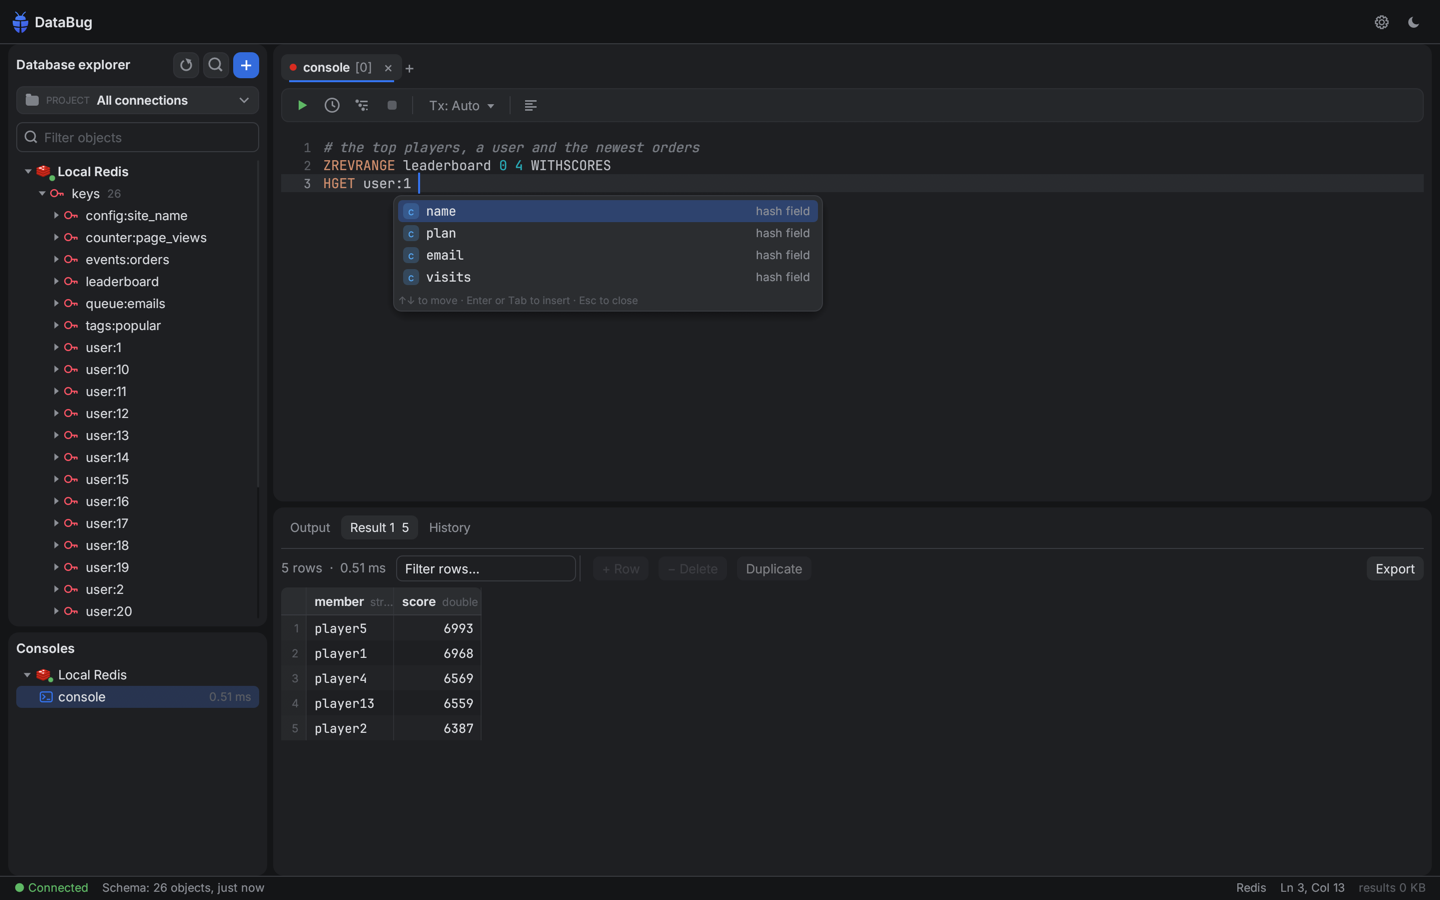 DataBug
Database explorer
PROJECT All connections
Filter objects
Local Redis
keys 26
config:site_name
counter:page_views
events:orders
leaderboard
queue:emails
tags:popular
user:1
user:10
user:11
user:12
user:13
user:14
user:15
user:16
user:17
user:18
user:19
user:2
user:20
Consoles
Local Redis
console 0.51 ms
console [0] × +
Tx: Auto
1 # the top players, a user and the newest orders
2 ZREVRANGE leaderboard 0 4 WITHSCORES
3 HGET user:1
c name hash field
c plan hash field
c email hash field
c visits hash field
↑↓ to move · Enter or Tab to insert · Esc to close
Output Result 1 5 History
5 rows · 0.51 ms Filter rows... + Row − Delete Duplicate Export
member str... score double
1 player5 6993
2 player1 6968
3 player4 6569
4 player13 6559
5 player2 6387
Connected Schema: 26 objects, just now Redis Ln 3, Col 13 results 0 KB